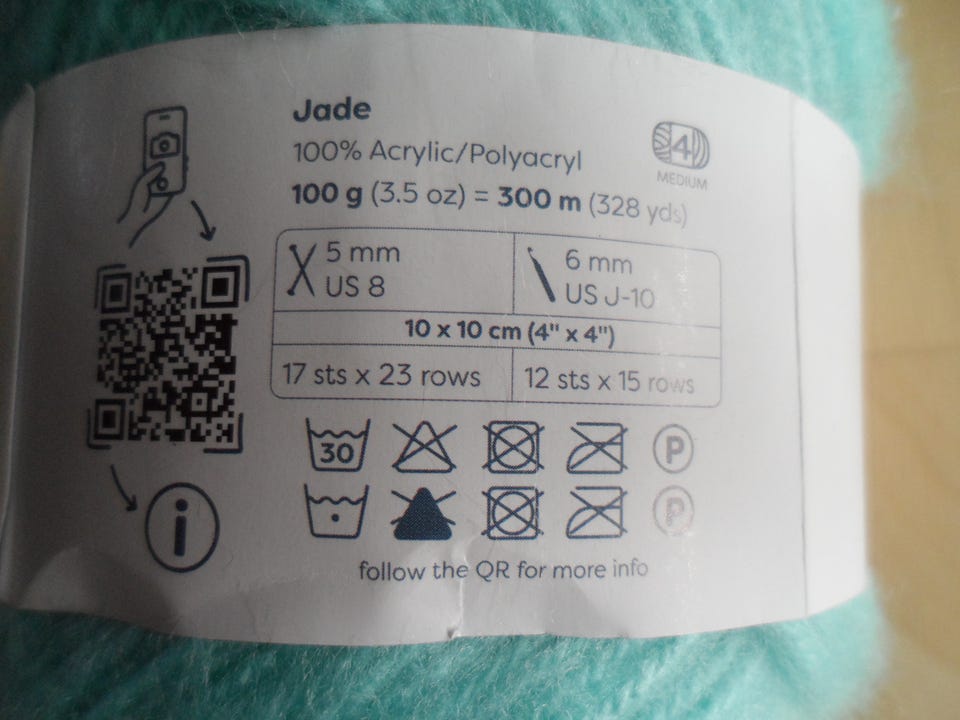 Jade
100% Acrylic/Polyacryl
100 g (3.5 oz) = 300 m (328 yds)
4
MEDIUM
5 mm
US 8
6 mm
US J-10
10 x 10 cm (4" x 4")
17 sts x 23 rows
12 sts x 15 rows
30
P
P
i
follow the QR for more info